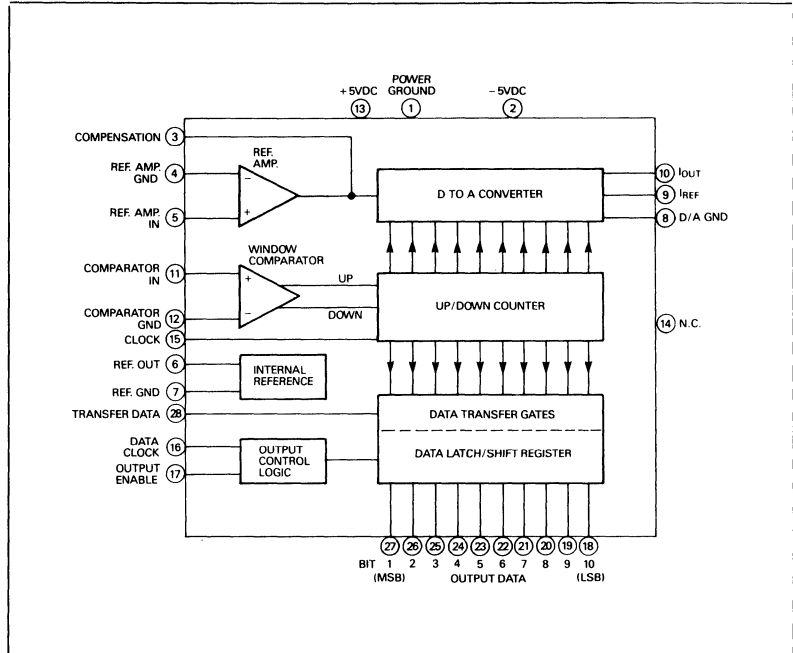 POWER
+5VDC GROUND -5VDC
13 1 2
COMPENSATION 3
REF. AMP. GND 4
REF. AMP. IN 5
REF. AMP.
-
+
D TO A CONVERTER
10 IOUT
9 IREF
8 D/A GND
WINDOW COMPARATOR
COMPARATOR IN 11
+
-
UP
DOWN
COMPARATOR GND 12
CLOCK 15
UP/DOWN COUNTER
14 N.C.
REF. OUT 6
REF. GND 7
INTERNAL REFERENCE
TRANSFER DATA 28
DATA TRANSFER GATES
DATA CLOCK 16
OUTPUT ENABLE 17
OUTPUT CONTROL LOGIC
DATA LATCH/SHIFT REGISTER
27 26 25 24 23 22 21 20 19 18
BIT 1 2 3 4 5 6 7 8 9 10
(MSB) OUTPUT DATA (LSB)